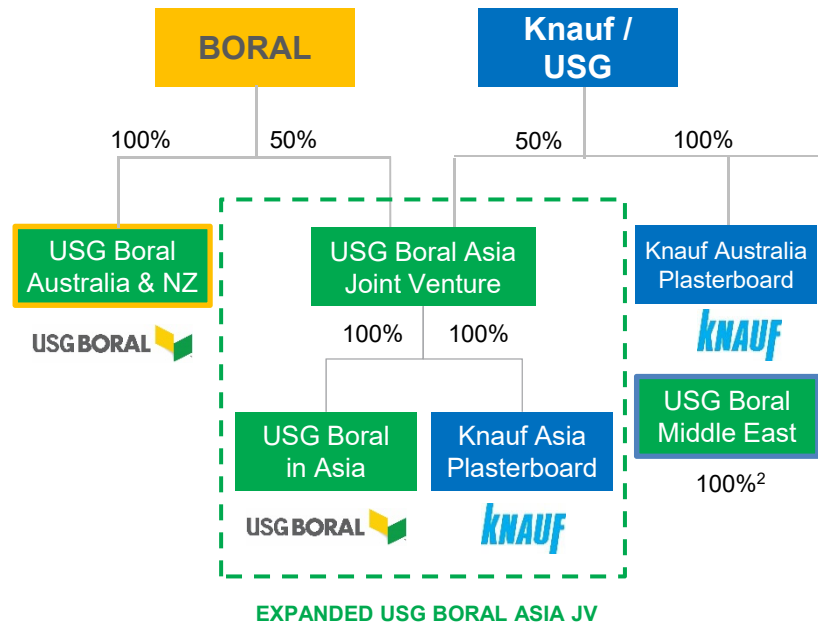 BORAL
Knauf /
USG
100%
50%
50%
100%
USG Boral
Australia & NZ
USG Boral Asia
Joint Venture
Knauf Australia
Plasterboard
USG BORAL
KNAUF
100%
100%
USG Boral
in Asia
Knauf Asia
Plasterboard
USG Boral
Middle East
100%²
USG BORAL
KNAUF
EXPANDED USG BORAL ASIA JV